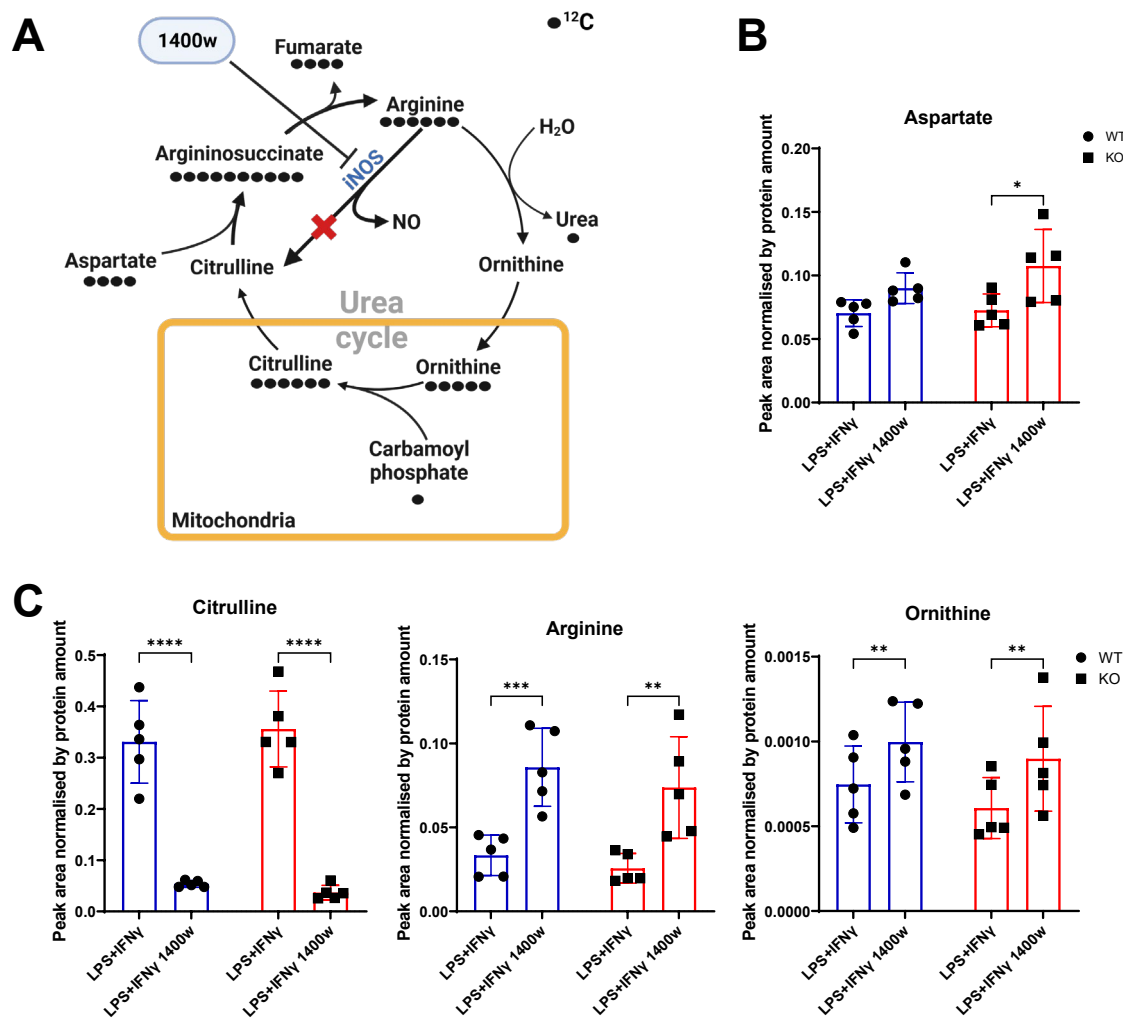 A
1400w
Fumarate
¹²C
Arginine
H₂O
Argininosuccinate
iNOS
NO
Urea
Aspartate
Citrulline
Ornithine
Urea
cycle
Citrulline
Ornithine
Carbamoyl
phosphate
Mitochondria
B
Aspartate
WT
KO
Peak area normalised by protein amount
0.20
0.15
0.10
0.05
0.00
*
LPS+IFNγ
LPS+IFNγ 1400w
LPS+IFNγ
LPS+IFNγ 1400w
C
Citrulline
Peak area normalised by protein amount
0.5
0.4
0.3
0.2
0.1
0.0
****
****
LPS+IFNγ
LPS+IFNγ 1400w
LPS+IFNγ
LPS+IFNγ 1400w
Arginine
Peak area normalised by protein amount
0.15
0.10
0.05
0.00
***
**
LPS+IFNγ
LPS+IFNγ 1400w
LPS+IFNγ
LPS+IFNγ 1400w
Ornithine
WT
KO
Peak area normalised by protein amount
0.0015
0.0010
0.0005
0.0000
**
**
LPS+IFNγ
LPS+IFNγ 1400w
LPS+IFNγ
LPS+IFNγ 1400w